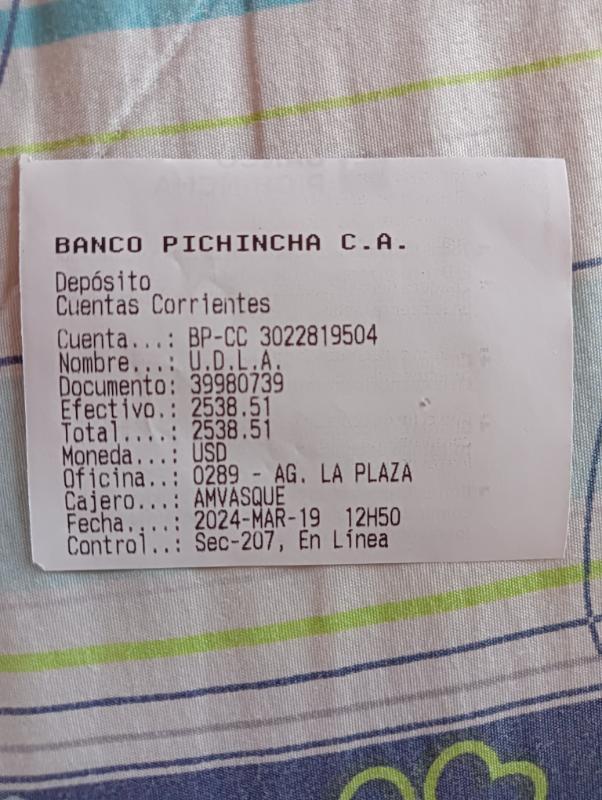 BANCO PICHINCHA C.A.
Depósito
Cuentas Corrientes
Cuenta...: BP-CC 3022819504
Nombre...: U.D.L.A.
Documento: 39980739
Efectivo.: 2538.51
Total....: 2538.51
Moneda...: USD
Oficina..: 0289 - AG. LA PLAZA
Cajero...: AMVASQUE
Fecha....: 2024-MAR-19 12H50
Control..: Sec-207, En Línea